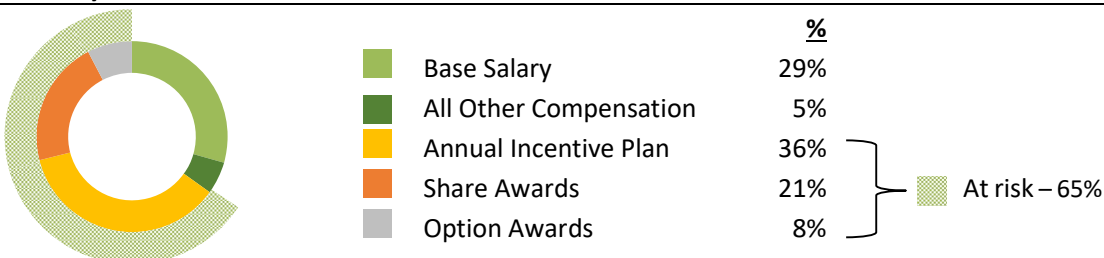 %
Base Salary 29%
All Other Compensation 5%
Annual Incentive Plan 36%
Share Awards 21% At risk – 65%
Option Awards 8%